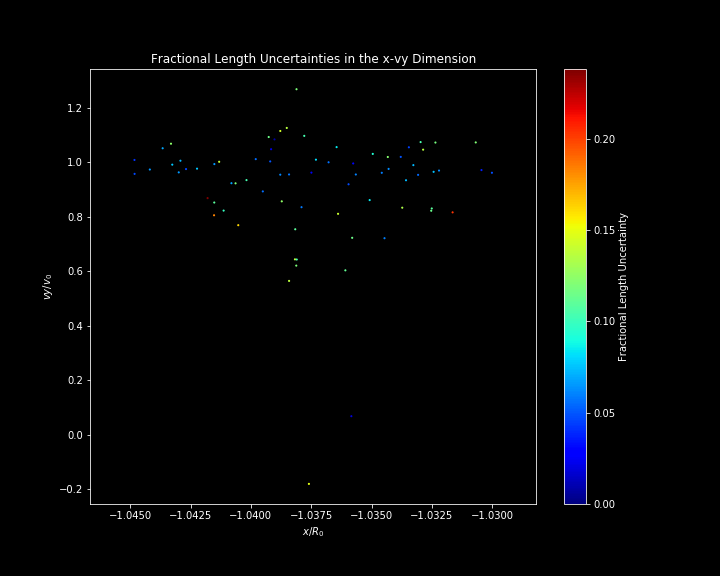 Fractional Length Uncertainties in the x-vy Dimension
1.2
1.0
0.8
0.6
0.4
0.2
0.0
−0.2
vy/v₀
−1.0450 −1.0425 −1.0400 −1.0375 −1.0350 −1.0325 −1.0300
x/R₀
0.20
0.15
0.10
0.05
0.00
Fractional Length Uncertainty